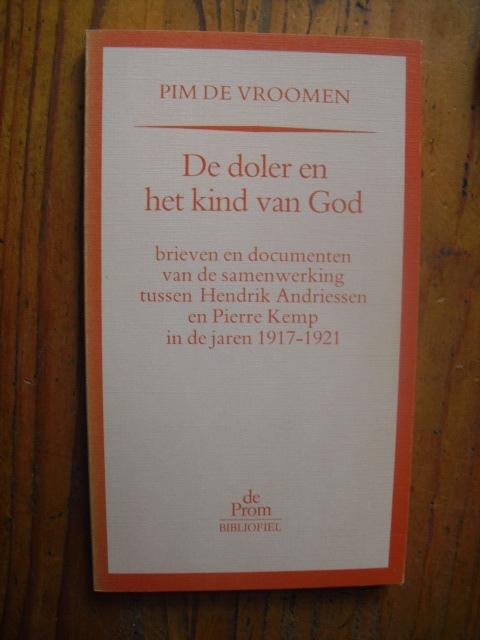 PIM DE VROOMEN
De doler en
het kind van God
brieven en documenten
van de samenwerking
tussen Hendrik Andriessen
en Pierre Kemp
in de jaren 1917-1921
de
Prom
BIBLIOFIEL